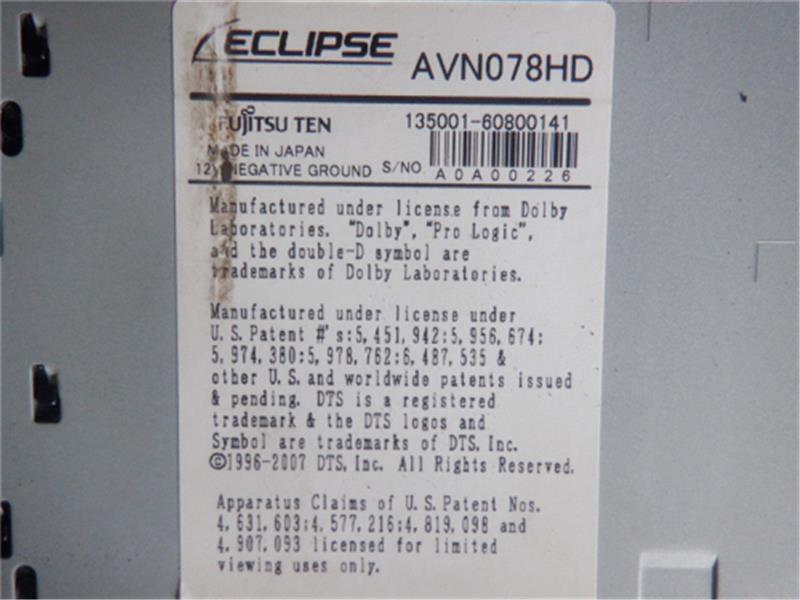 ECLIPSE AVN078HD
FUJITSU TEN 135001-60800141
MADE IN JAPAN
12V NEGATIVE GROUND S/NO A0A00226
Manufactured under license from Dolby
Laboratories. "Dolby", "Pro Logic",
and the double-D symbol are
trademarks of Dolby Laboratories.
Manufactured under license under
U.S. Patent #'s:5,451,942:5,956,674:
5,974,380:5,978,762:6,487,535 &
other U.S. and worldwide patents issued
& pending. DTS is a registered
trademark & the DTS logos and
Symbol are trademarks of DTS, Inc.
©1996-2007 DTS, Inc. All Rights Reserved.
Apparatus Claims of U.S. Patent Nos.
4,631,603:4,577,216:4,819,098 and
4,907,093 licensed for limited
viewing uses only.